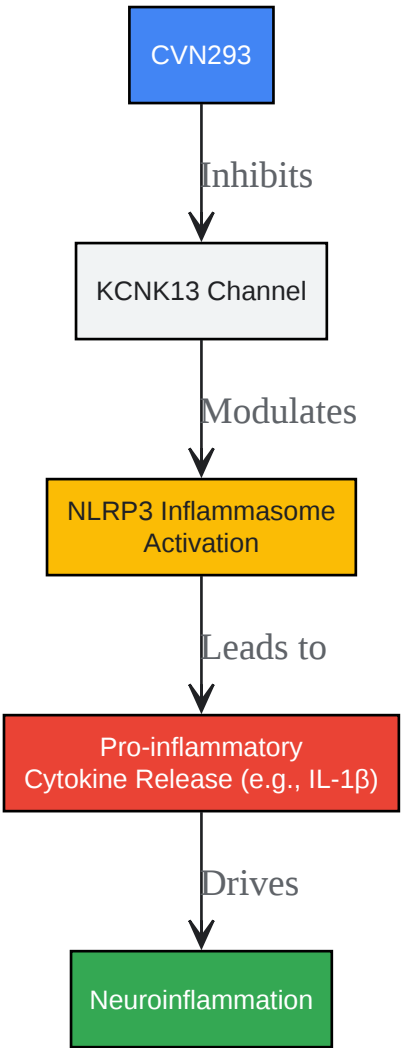 CVN293
Inhibits
KCNK13 Channel
Modulates
NLRP3 Inflammasome
Activation
Leads to
Pro-inflammatory
Cytokine Release (e.g., IL-1β)
Drives
Neuroinflammation